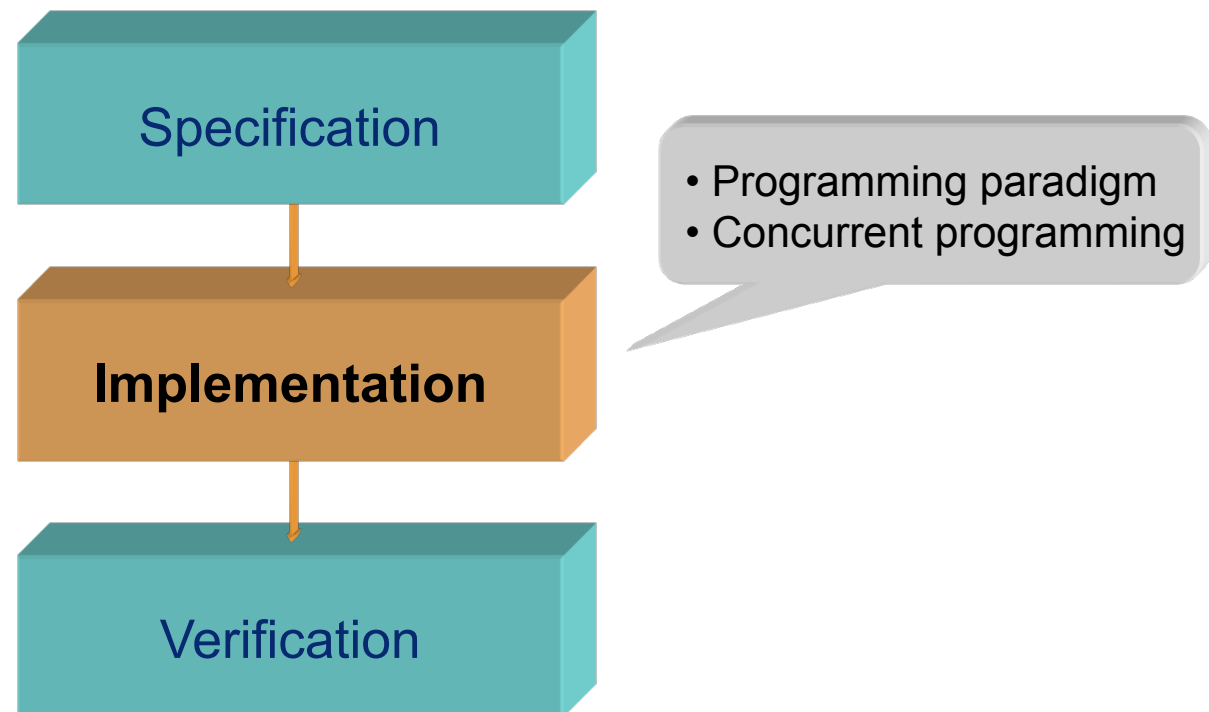 Specification
• Programming paradigm
• Concurrent programming
Implementation
Verification